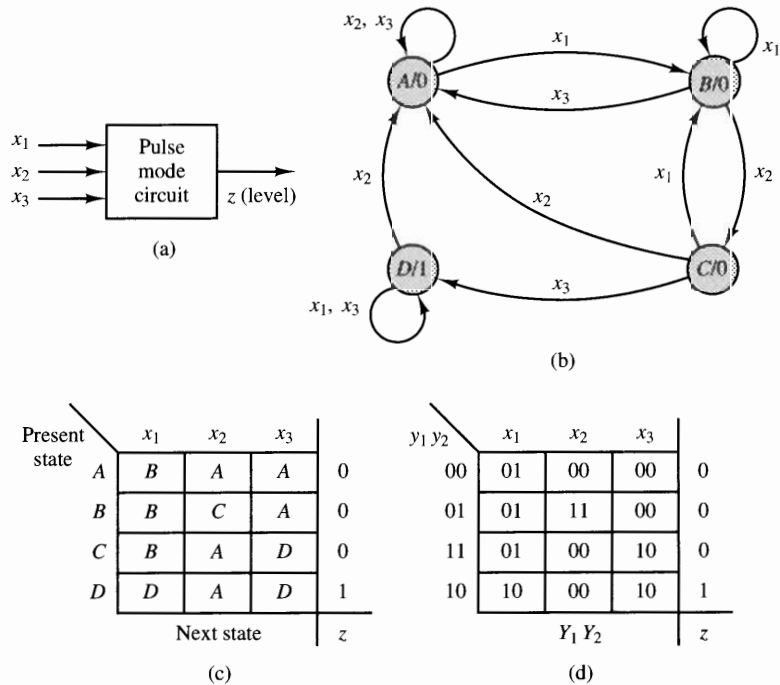 x₁
x₂
x₃
Pulse
mode
circuit
z (level)
(a)
x₂, x₃
A/0
x₁
x₃
B/0
x₁
x₂
x₂
x₁
x₂
D/1
C/0
x₃
x₁, x₃
(b)
Present
state
x₁ x₂ x₃
A B A A 0
B B C A 0
C B A D 0
D D A D 1
Next state z
(c)
y₁ y₂ x₁ x₂ x₃
00 01 00 00 0
01 01 11 00 0
11 01 00 10 0
10 10 00 10 1
Y₁ Y₂ z
(d)